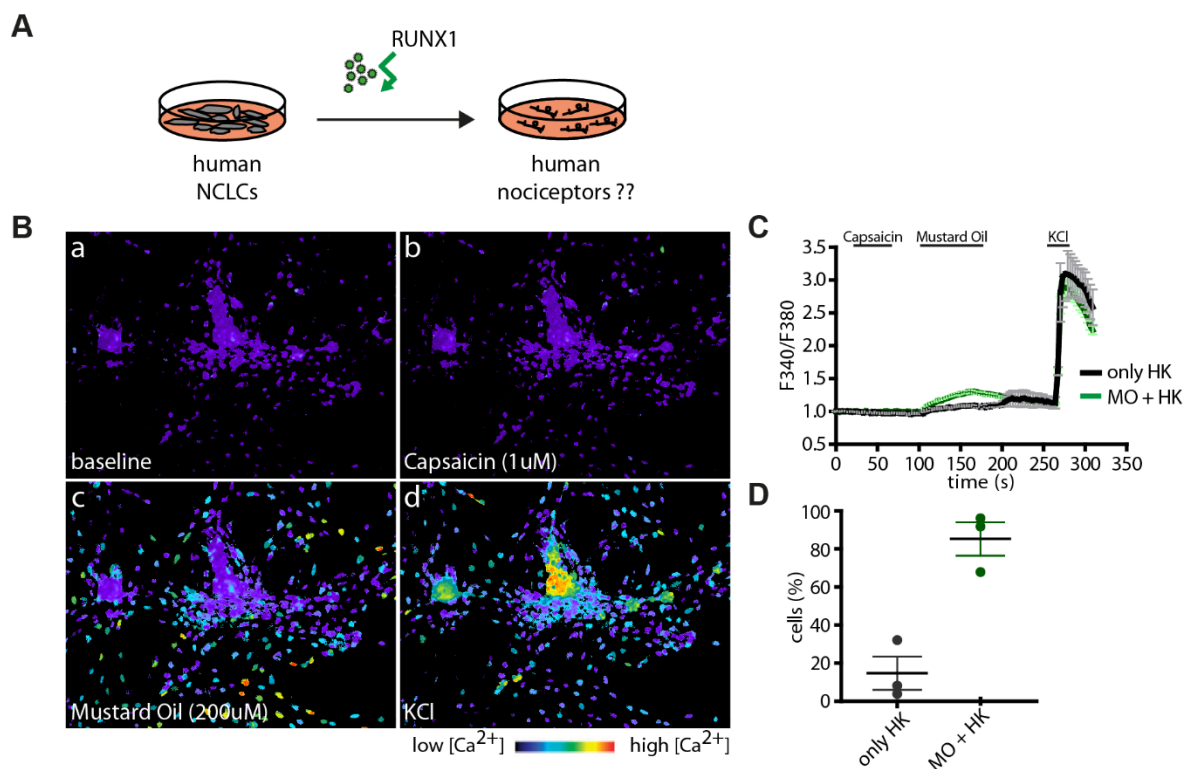 A
RUNX1
human
NCLCs
human
nociceptors ??
B
a
baseline
b
Capsaicin (1uM)
c
Mustard Oil (200uM)
d
KCl
low [Ca2+]
high [Ca2+]
C
Capsaicin
Mustard Oil
KCl
3.5
3.0
2.5
2.0
1.5
1.0
0.5
F340/F380
only HK
MO + HK
0 50 100 150 200 250 300 350
time (s)
D
100
80
60
40
20
0
cells (%)
only HK
MO + HK